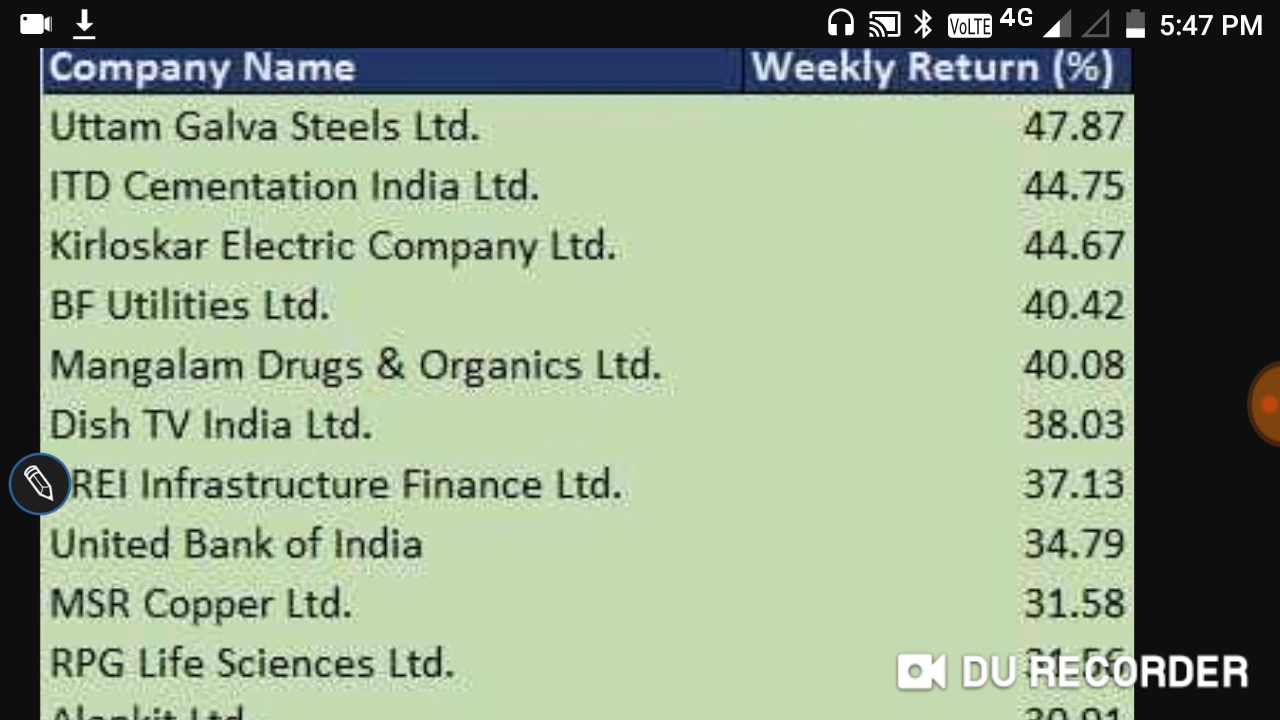 VoLTE 4G 5:47 PM
Company Name Weekly Return (%)
Uttam Galva Steels Ltd. 47.87
ITD Cementation India Ltd. 44.75
Kirloskar Electric Company Ltd. 44.67
BF Utilities Ltd. 40.42
Mangalam Drugs & Organics Ltd. 40.08
Dish TV India Ltd. 38.03
REI Infrastructure Finance Ltd. 37.13
United Bank of India 34.79
MSR Copper Ltd. 31.58
RPG Life Sciences Ltd.
DU RECORDER